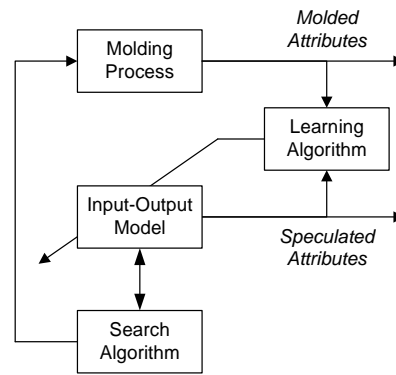 Molded
Attributes
Molding
Process
Learning
Algorithm
Input-Output
Model
Speculated
Attributes
Search
Algorithm